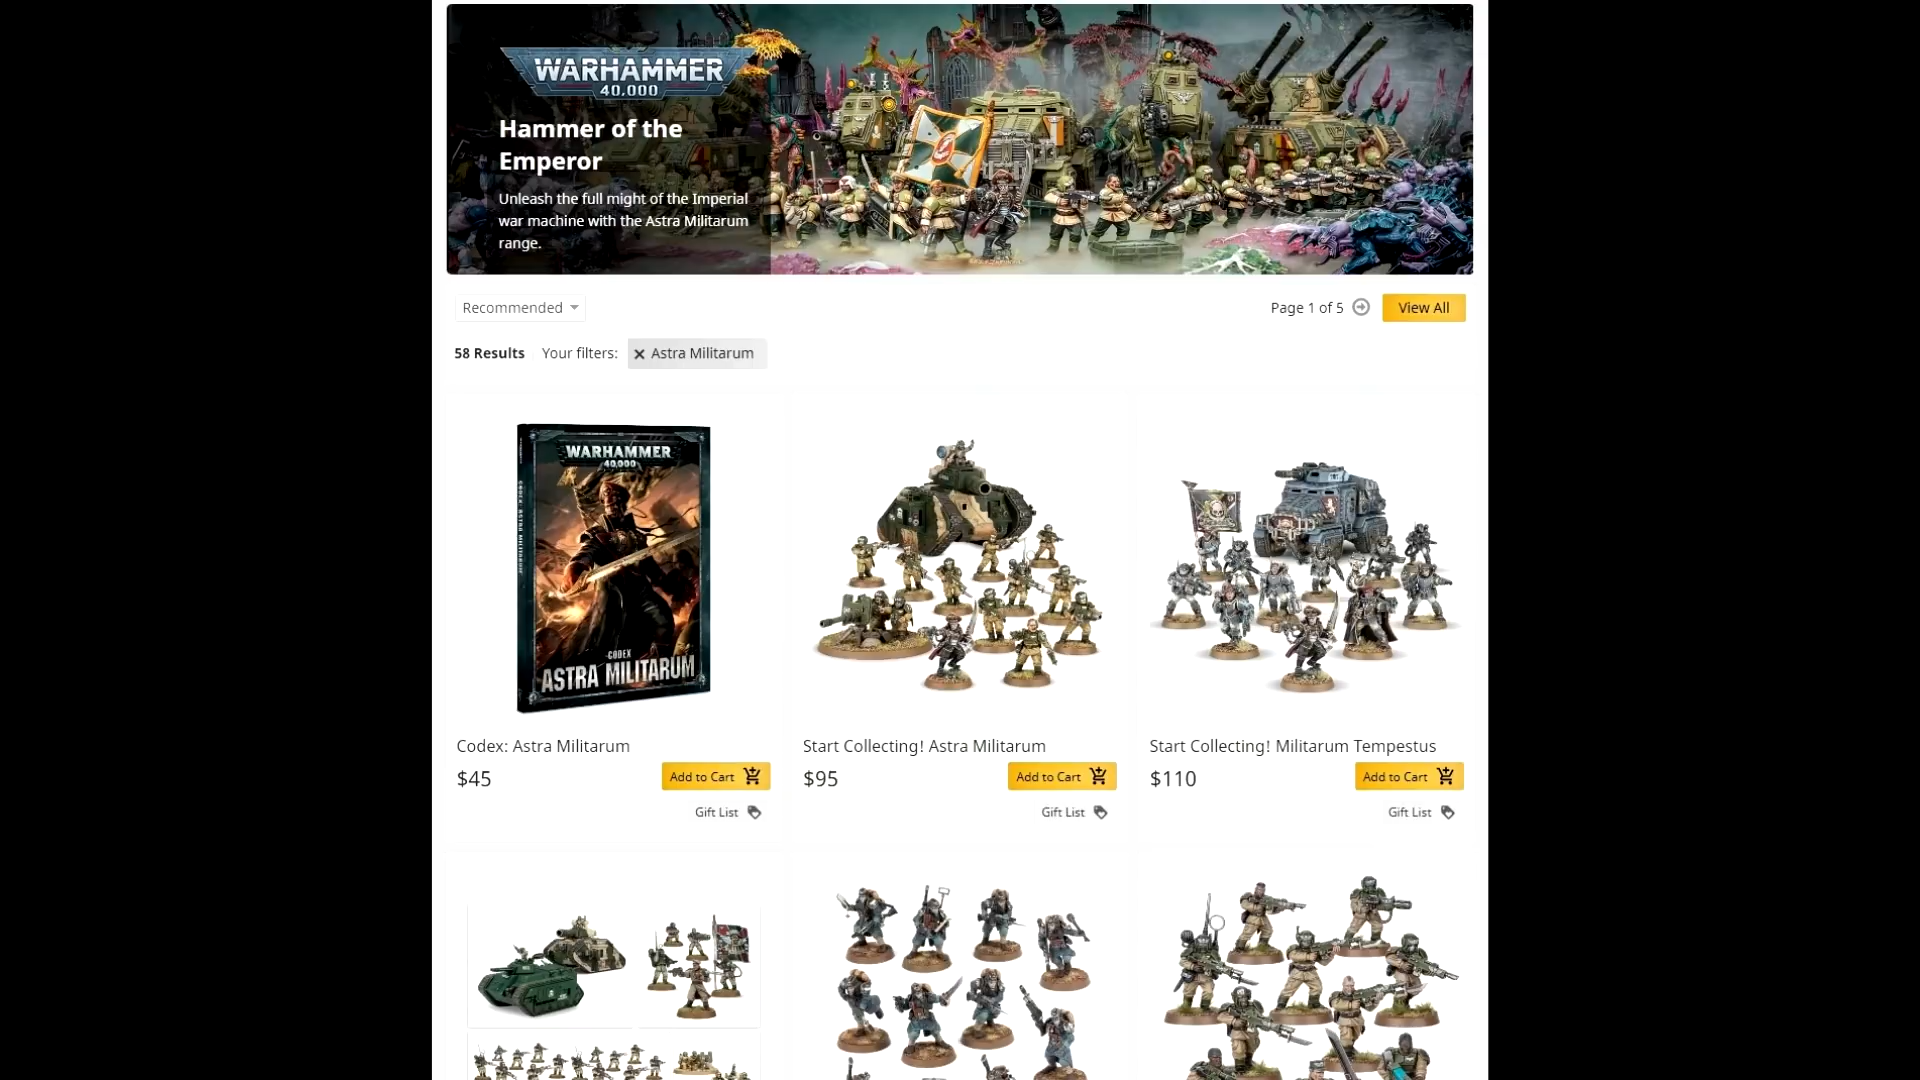 WARHAMMER
40,000
Hammer of the
Emperor
Unleash the full might of the Imperial
war machine with the Astra Militarum
range.
Recommended
Page 1 of 5
View All
58 Results
Your filters:
Astra Militarum
WARHAMMER
40,000
CODEX: ASTRA MILITARUM
CODEX
ASTRA MILITARUM
Codex: Astra Militarum
$45
Add to Cart
Gift List
Start Collecting! Astra Militarum
$95
Add to Cart
Gift List
Start Collecting! Militarum Tempestus
$110
Add to Cart
Gift List